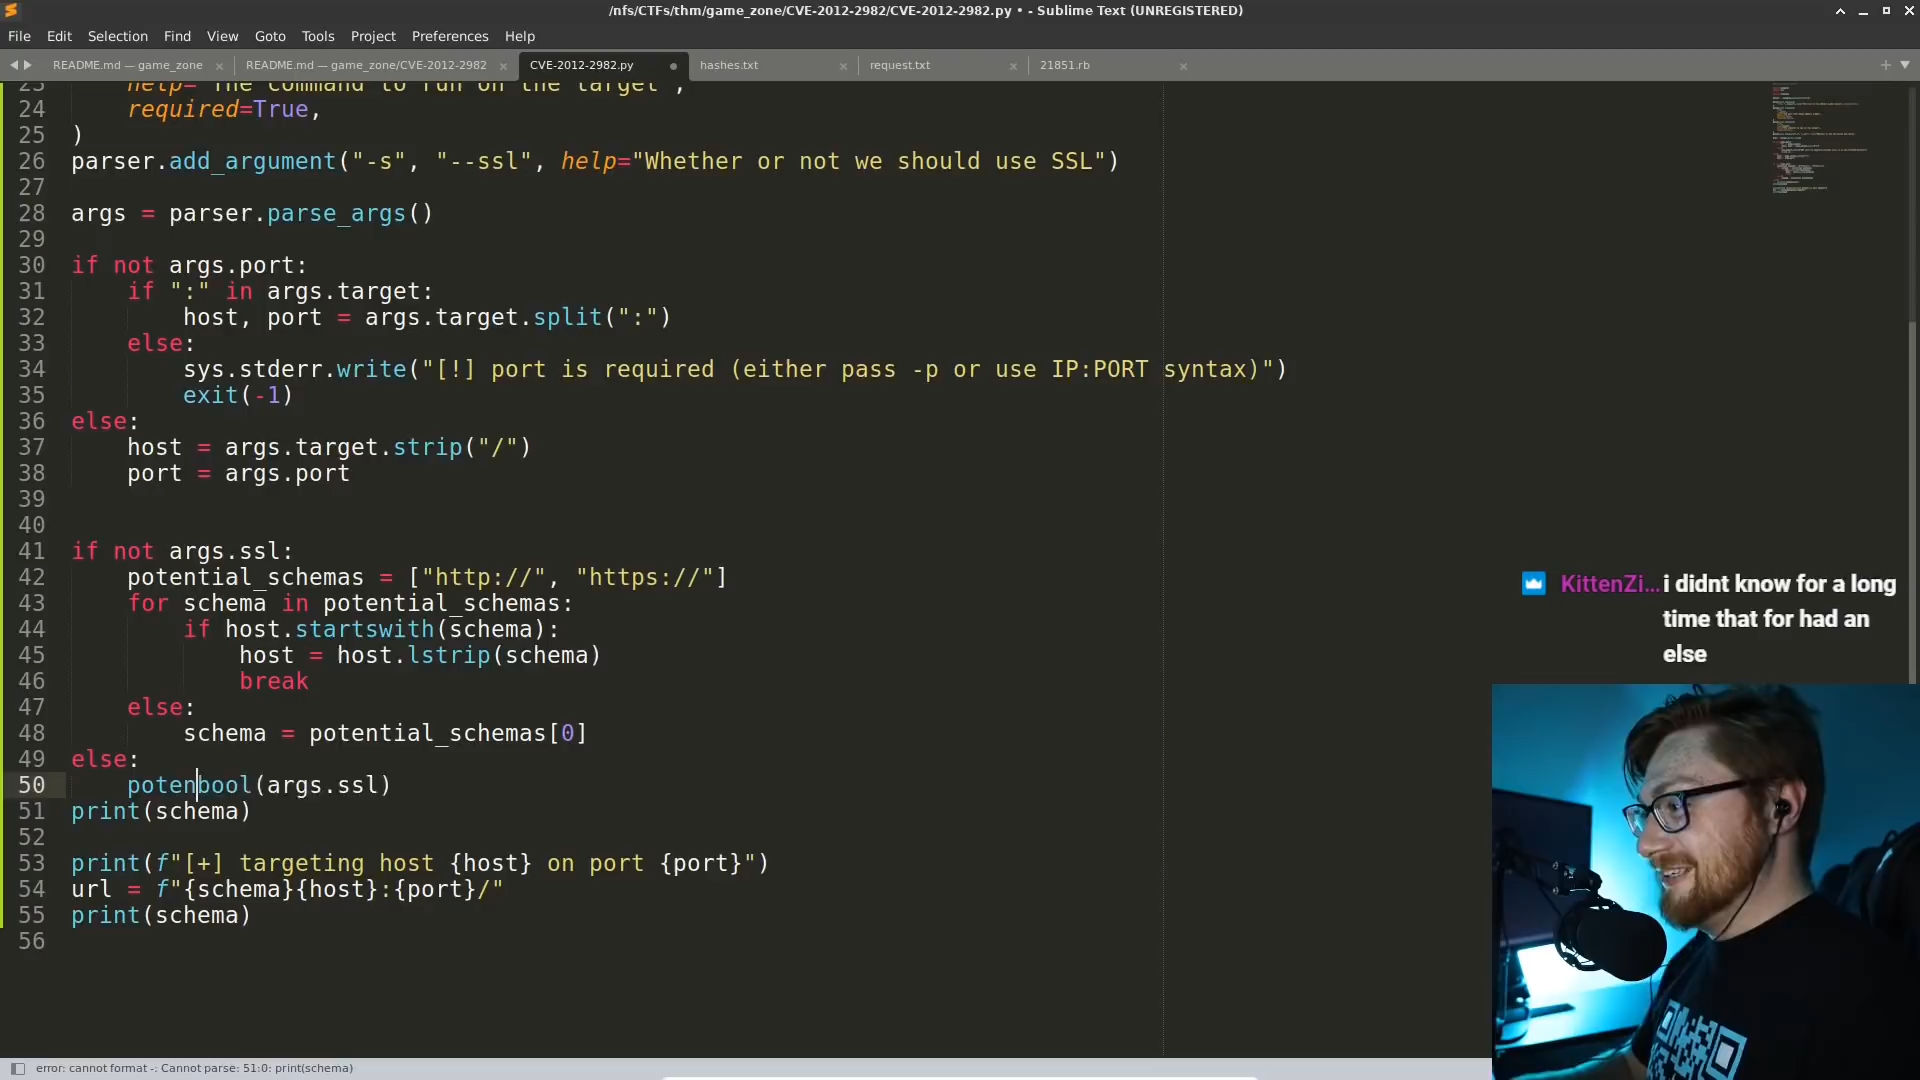 /nfs/CTFs/thm/game_zone/CVE-2012-2982/CVE-2012-2982.py • - Sublime Text (UNREGISTERED)
File Edit Selection Find View Goto Tools Project Preferences Help
README.md — game_zone × README.md — game_zone/CVE-2012-2982 × CVE-2012-2982.py hashes.txt × request.txt × 21851.rb ×
23 help="The command to run on the target",
24 required=True,
25 )
26 parser.add_argument("-s", "--ssl", help="Whether or not we should use SSL")
27
28 args = parser.parse_args()
29
30 if not args.port:
31 if ":" in args.target:
32 host, port = args.target.split(":")
33 else:
34 sys.stderr.write("[!] port is required (either pass -p or use IP:PORT syntax)")
35 exit(-1)
36 else:
37 host = args.target.strip("/")
38 port = args.port
39
40
41 if not args.ssl:
42 potential_schemas = ["http://", "https://"]
43 for schema in potential_schemas:
44 if host.startswith(schema):
45 host = host.lstrip(schema)
46 break
47 else:
48 schema = potential_schemas[0]
49 else:
50 potenbool(args.ssl)
51 print(schema)
52
53 print(f"[+] targeting host {host} on port {port}")
54 url = f"{schema}{host}:{port}/"
55 print(schema)
56
KittenZi... i didnt know for a long
time that for had an
else
error: cannot format -: Cannot parse: 51:0: print(schema)